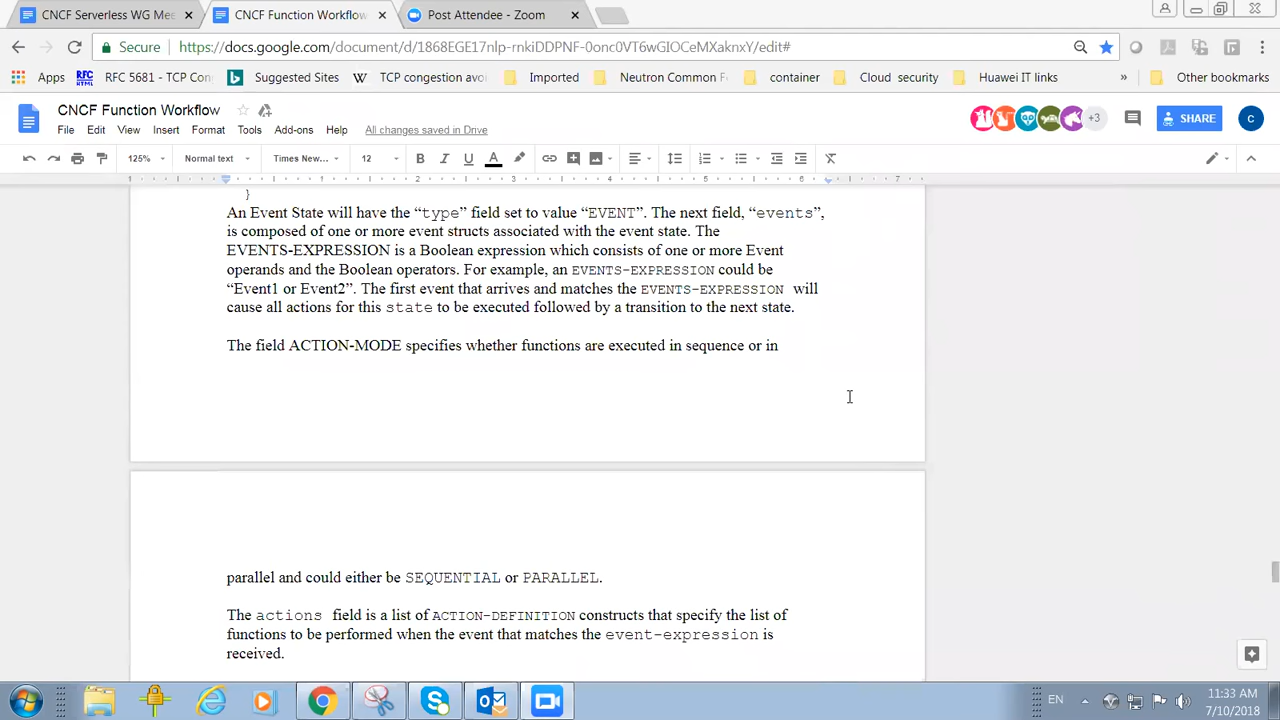 CNCF Serverless WG Mee ×
CNCF Function Workflow ×
Post Attendee - Zoom ×
Secure https://docs.google.com/document/d/1868EGE17nlp-rnkiDDPNF-0onc0VT6wGIOCeMXaknxY/edit#
Apps RFC 5681 - TCP Con Suggested Sites TCP congestion avo Imported Neutron Common container Cloud security Huawei IT links » Other bookmarks
CNCF Function Workflow
+3 SHARE C
File Edit View Insert Format Tools Add-ons Help All changes saved in Drive
125% Normal text Times New... 12 B I U A
1 1 2 3 4 5 6 7
}
An Event State will have the “type” field set to value “EVENT”. The next field, “events”,
is composed of one or more event structs associated with the event state. The
EVENTS-EXPRESSION is a Boolean expression which consists of one or more Event
operands and the Boolean operators. For example, an EVENTS-EXPRESSION could be
“Event1 or Event2”. The first event that arrives and matches the EVENTS-EXPRESSION will
cause all actions for this state to be executed followed by a transition to the next state.
The field ACTION-MODE specifies whether functions are executed in sequence or in
parallel and could either be SEQUENTIAL or PARALLEL.
The actions field is a list of ACTION-DEFINITION constructs that specify the list of
functions to be performed when the event that matches the event-expression is
received.
EN 11:33 AM
7/10/2018